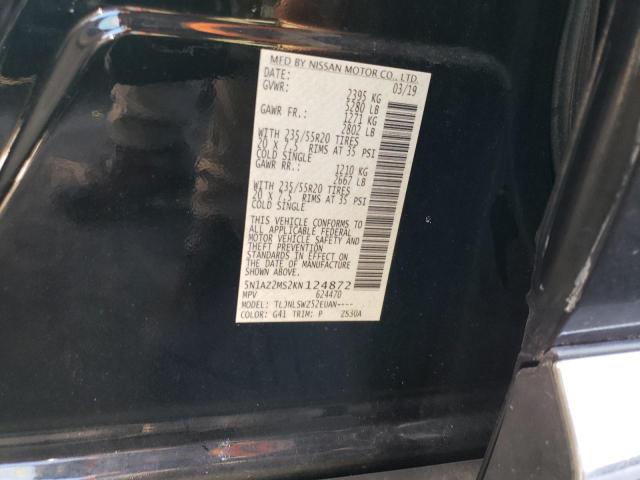 MFD BY NISSAN MOTOR CO., LTD.
DATE: 03/19
GVWR: 2395 KG
5280 LB
GAWR FR.: 1271 KG
2802 LB
WITH 235/55R20 TIRES
20 X 7.5 RIMS AT 35 PSI
COLD SINGLE
GAWR RR.: 1210 KG
2667 LB
WITH 235/55R20 TIRES
20 X 7.5 RIMS AT 35 PSI
COLD SINGLE
THIS VEHICLE CONFORMS TO
ALL APPLICABLE FEDERAL
MOTOR VEHICLE SAFETY AND
THEFT PREVENTION
STANDARDS IN EFFECT ON THE
DATE OF MANUFACTURE
SHOWN ABOVE.
5N1AZ2MS2KN124872
MPV 624470
MODEL: TLJNLSWZ52EUAN----
COLOR: G41 TRIM: P ZS30A